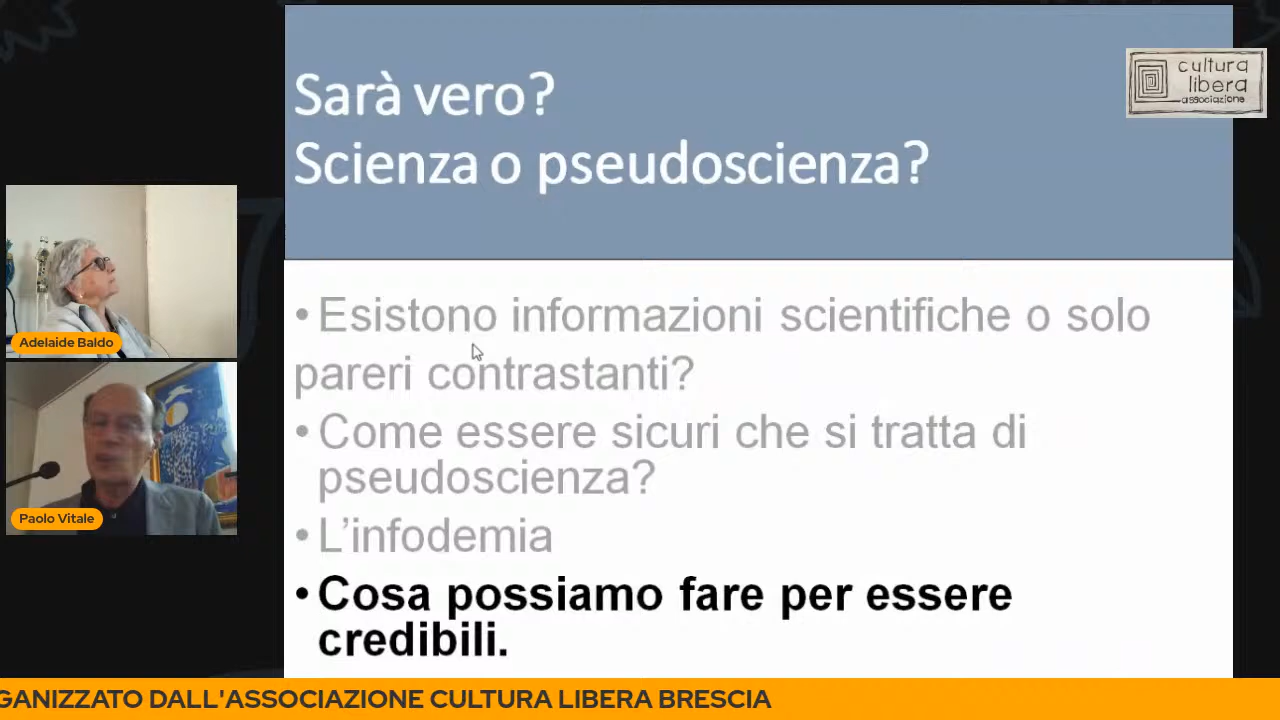 Sarà vero?
Scienza o pseudoscienza?
cultura
libera
associazione
Adelaide Baldo
Paolo Vitale
• Esistono informazioni scientifiche o solo
pareri contrastanti?
• Come essere sicuri che si tratta di
pseudoscienza?
• L’infodemia
• Cosa possiamo fare per essere
credibili.
GANIZZATO DALL'ASSOCIAZIONE CULTURA LIBERA BRESCIA